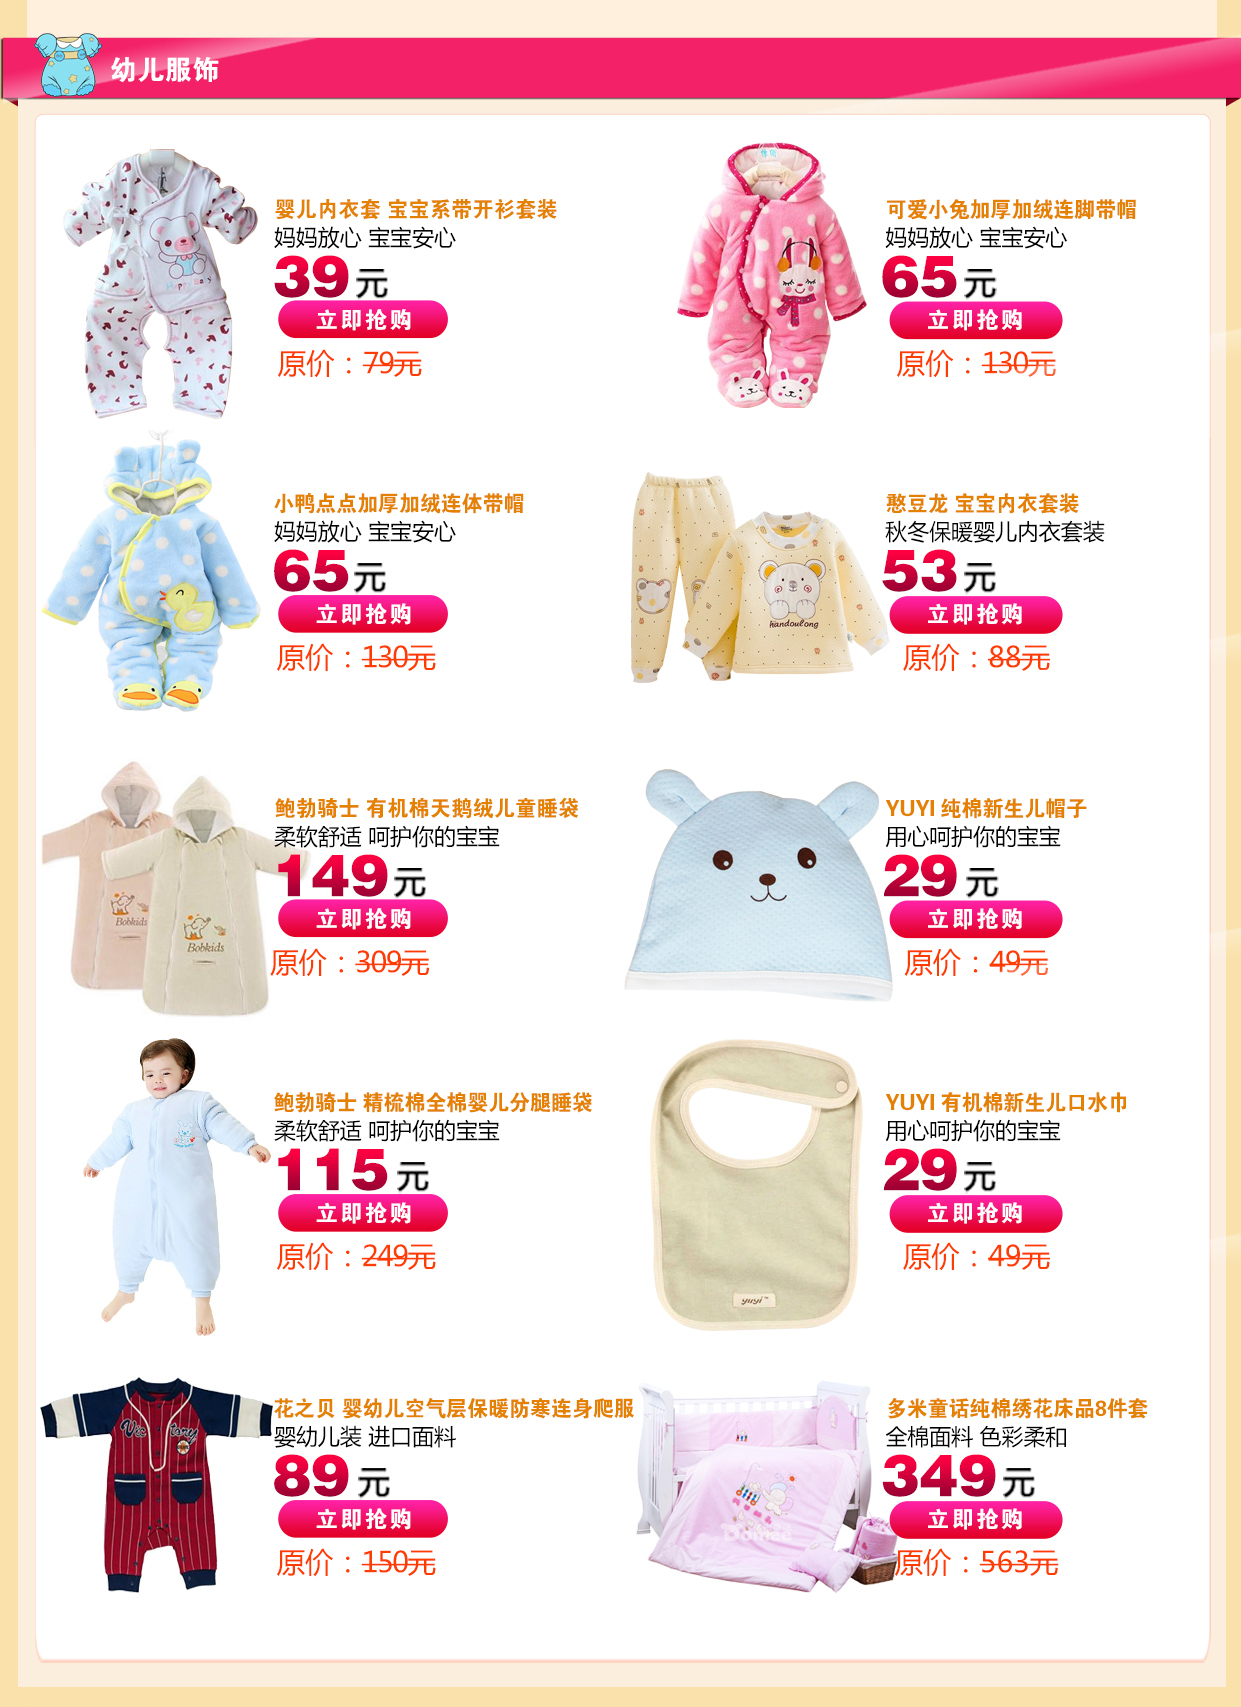 幼儿服饰
婴儿内衣套 宝宝系带开衫套装
妈妈放心 宝宝安心
39元
立即抢购
原价：79元
可爱小兔加厚加绒连脚带帽
妈妈放心 宝宝安心
65元
立即抢购
原价：130元
小鸭点点加厚加绒连体带帽
妈妈放心 宝宝安心
65元
立即抢购
原价：130元
handoulong
憨豆龙 宝宝内衣套装
秋冬保暖婴儿内衣套装
53元
立即抢购
原价：88元
Bobkids
Bobkids
鲍勃骑士 有机棉天鹅绒儿童睡袋
柔软舒适 呵护你的宝宝
149元
立即抢购
原价：309元
YUYI 纯棉新生儿帽子
用心呵护你的宝宝
29元
立即抢购
原价：49元
鲍勃骑士 精梳棉全棉婴儿分腿睡袋
柔软舒适 呵护你的宝宝
115元
立即抢购
原价：249元
yuyi™
YUYI 有机棉新生儿口水巾
用心呵护你的宝宝
29元
立即抢购
原价：49元
Victory
花之贝 婴幼儿空气层保暖防寒连身爬服
婴幼儿装 进口面料
89元
立即抢购
原价：150元
多米童话纯棉绣花床品8件套
全棉面料 色彩柔和
349元
立即抢购
原价：563元